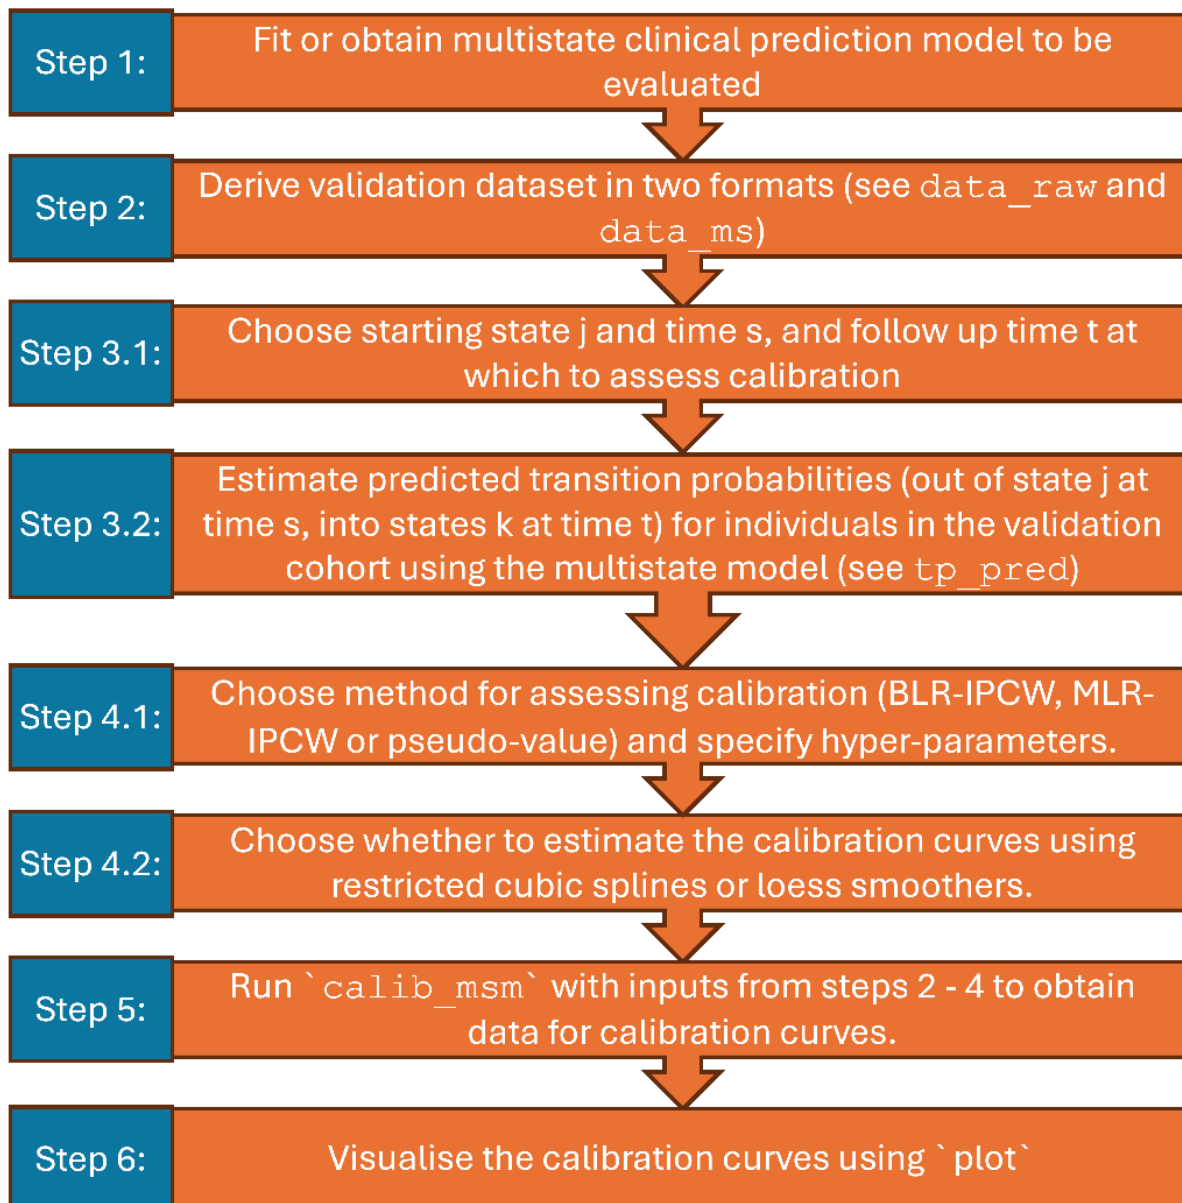 Step 1:
Fit or obtain multistate clinical prediction model to be
evaluated
Step 2:
Derive validation dataset in two formats (see data_raw and
data_ms)
Step 3.1:
Choose starting state j and time s, and follow up time t at
which to assess calibration
Step 3.2:
Estimate predicted transition probabilities (out of state j at
time s, into states k at time t) for individuals in the validation
cohort using the multistate model (see tp_pred)
Step 4.1:
Choose method for assessing calibration (BLR-IPCW, MLR-
IPCW or pseudo-value) and specify hyper-parameters.
Step 4.2:
Choose whether to estimate the calibration curves using
restricted cubic splines or loess smoothers.
Step 5:
Run `calib_msm` with inputs from steps 2 - 4 to obtain
data for calibration curves.
Step 6:
Visualise the calibration curves using `plot`